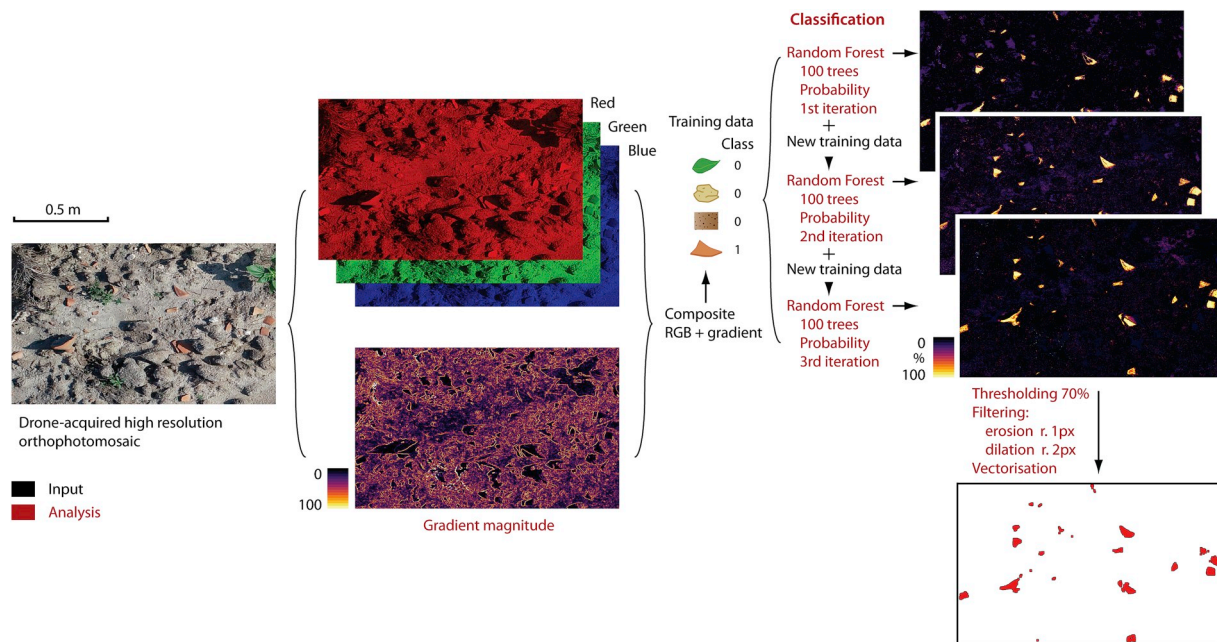 0.5 m
Drone-acquired high resolution
orthophotomosaic
Input
Analysis
Red
Green
Blue
0
100
Gradient magnitude
Training data
Class
0
0
0
1
Composite
RGB + gradient
Classification
Random Forest
100 trees
Probability
1st iteration
+
New training data
Random Forest
100 trees
Probability
2nd iteration
+
New training data
Random Forest
100 trees
Probability
3rd iteration
0
%
100
Thresholding 70%
Filtering:
erosion r. 1px
dilation r. 2px
Vectorisation